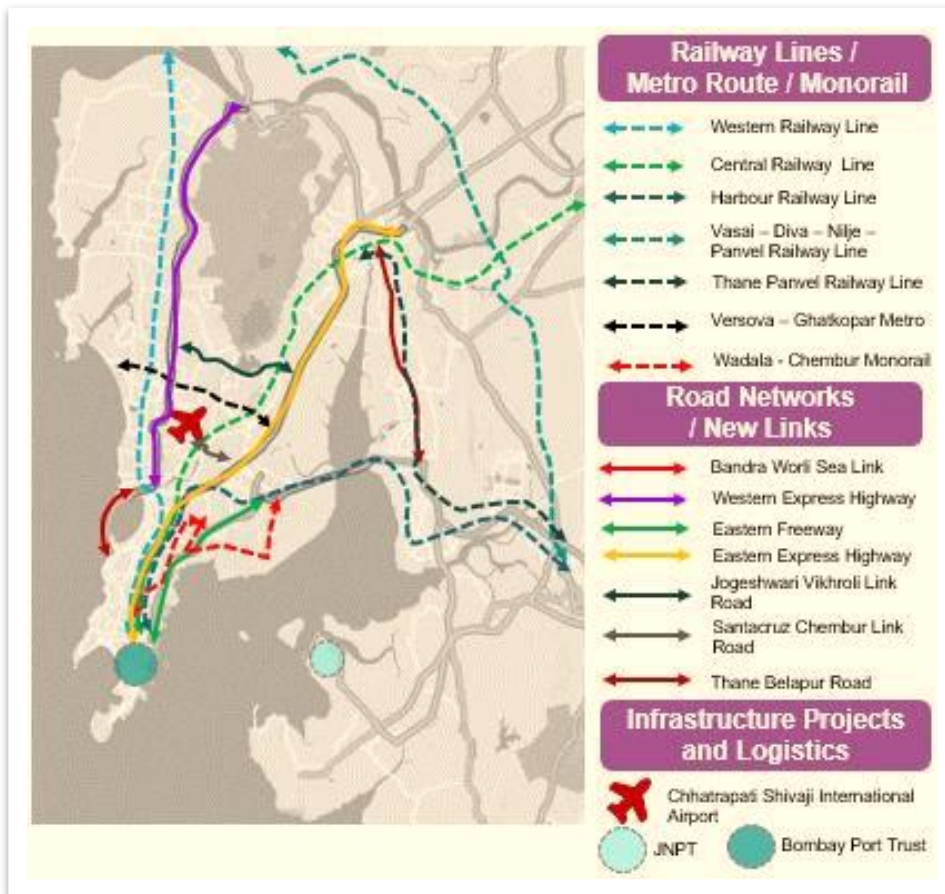 Railway Lines /
Metro Route / Monorail
Western Railway Line
Central Railway Line
Harbour Railway Line
Vasai – Diva – Nilje –
Panvel Railway Line
Thane Panvel Railway Line
Versova – Ghatkopar Metro
Wadala - Chembur Monorail
Road Networks
/ New Links
Bandra Worli Sea Link
Western Express Highway
Eastern Freeway
Eastern Express Highway
Jogeshwari Vikhroli Link
Road
Santacruz Chembur Link
Road
Thane Belapur Road
Infrastructure Projects
and Logistics
Chhatrapati Shivaji International
Airport
JNPT
Bombay Port Trust